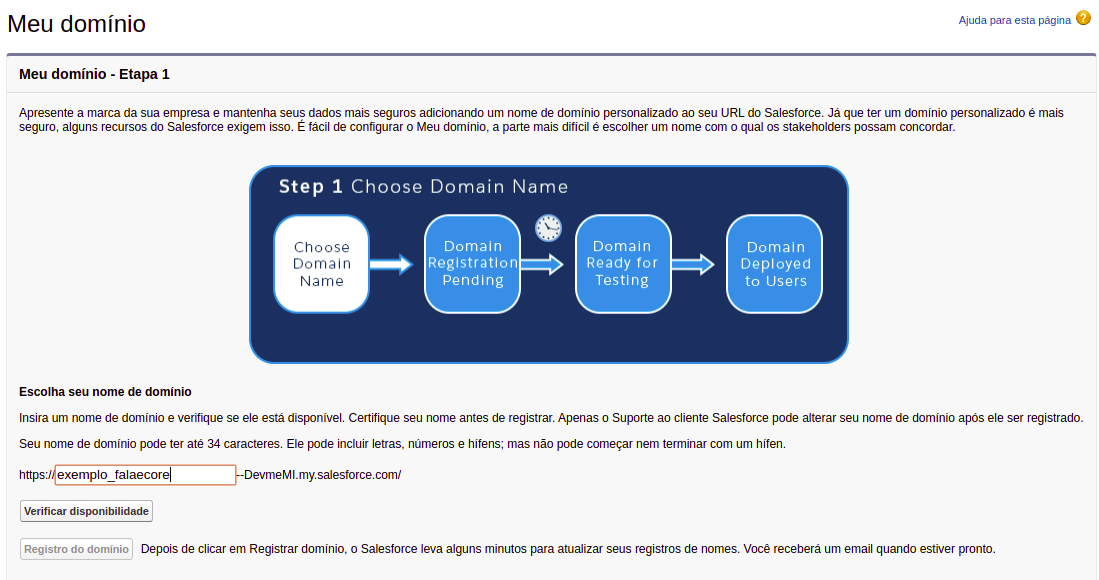 Meu domínio
Ajuda para esta página ?
Meu domínio - Etapa 1
Apresente a marca da sua empresa e mantenha seus dados mais seguros adicionando um nome de domínio personalizado ao seu URL do Salesforce. Já que ter um domínio personalizado é mais
seguro, alguns recursos do Salesforce exigem isso. É fácil de configurar o Meu domínio, a parte mais difícil é escolher um nome com o qual os stakeholders possam concordar.
Step 1 Choose Domain Name
Choose
Domain
Name
Domain
Registration
Pending
Domain
Ready for
Testing
Domain
Deployed
to Users
Escolha seu nome de domínio
Insira um nome de domínio e verifique se ele está disponível. Certifique seu nome antes de registrar. Apenas o Suporte ao cliente Salesforce pode alterar seu nome de domínio após ele ser registrado.
Seu nome de domínio pode ter até 34 caracteres. Ele pode incluir letras, números e hífens; mas não pode começar nem terminar com um hífen.
https://exemplo_falaecore--DevmeMI.my.salesforce.com/
Verificar disponibilidade
Registro do domínio Depois de clicar em Registrar domínio, o Salesforce leva alguns minutos para atualizar seus registros de nomes. Você receberá um email quando estiver pronto.